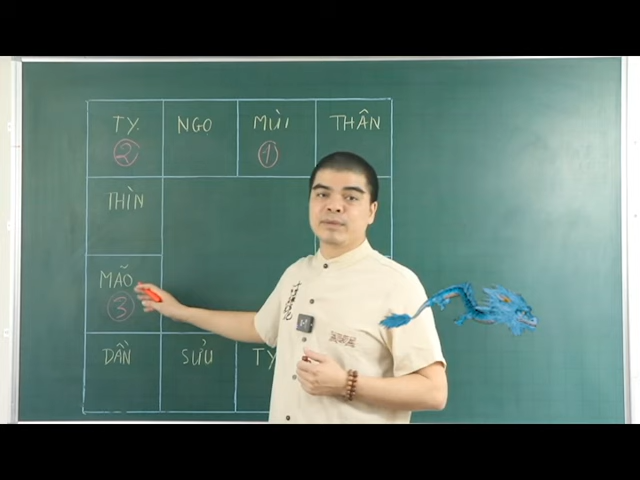 TY. NGO MÙI THÂN
② ①
THÌN
MÃO
③
DẦN SỬU TY